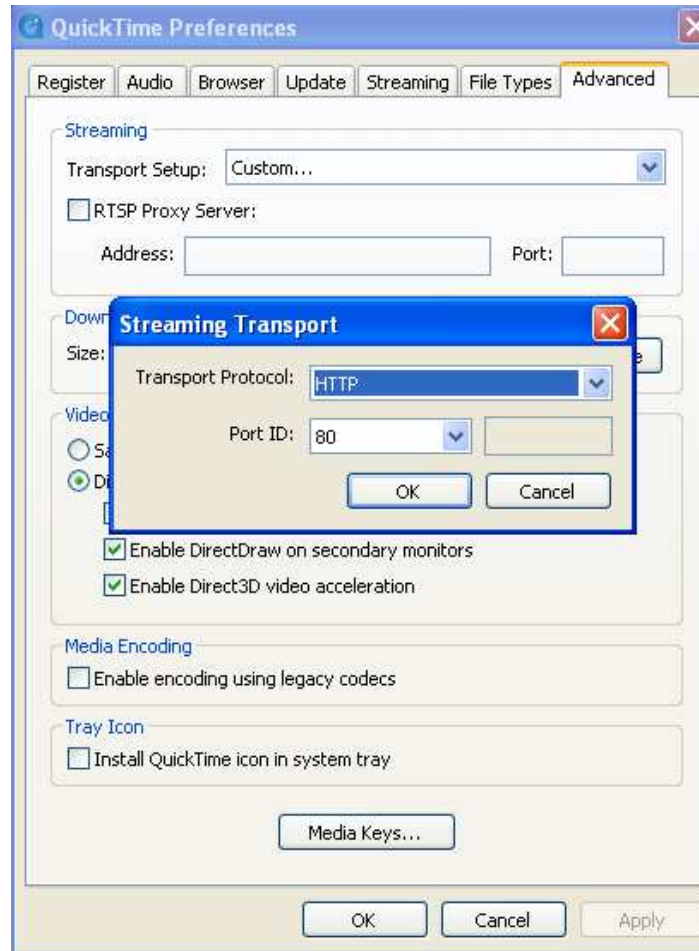 QuickTime Preferences
Register Audio Browser Update Streaming File Types Advanced
Streaming
Transport Setup: Custom...
RTSP Proxy Server:
Address: Port:
Size:
Streaming Transport
Transport Protocol: HTTP
Port ID: 80
OK Cancel
Video
Enable DirectDraw on secondary monitors
Enable Direct3D video acceleration
Media Encoding
Enable encoding using legacy codecs
Tray Icon
Install QuickTime icon in system tray
Media Keys...
OK Cancel Apply